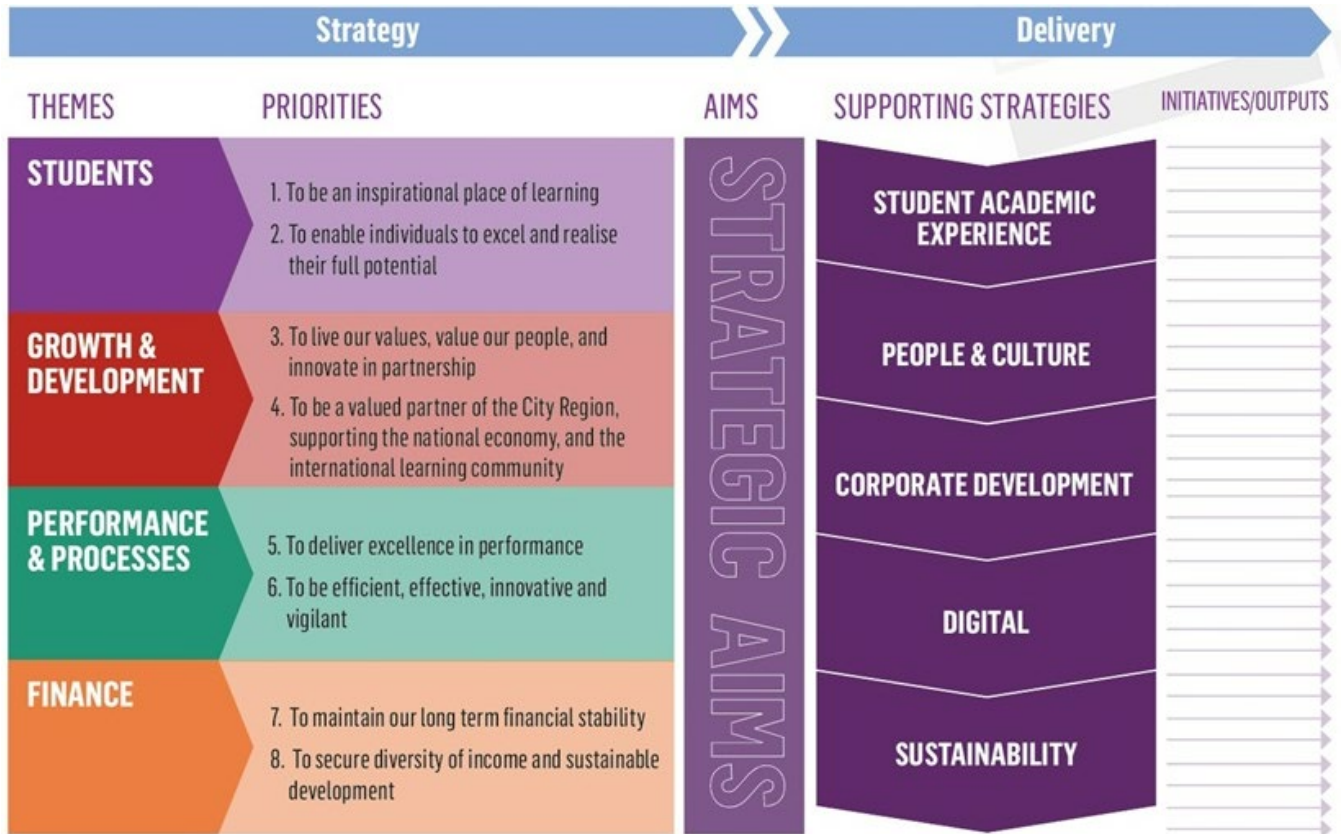 Strategy
Delivery
THEMES
PRIORITIES
AIMS
SUPPORTING STRATEGIES
INITIATIVES/OUTPUTS
STUDENTS
1. To be an inspirational place of learning
2. To enable individuals to excel and realise
their full potential
GROWTH &
DEVELOPMENT
3. To live our values, value our people, and
innovate in partnership
4. To be a valued partner of the City Region,
supporting the national economy, and the
international learning community
PERFORMANCE
& PROCESSES
5. To deliver excellence in performance
6. To be efficient, effective, innovative and
vigilant
FINANCE
7. To maintain our long term financial stability
8. To secure diversity of income and sustainable
development
STRATEGIC AIMS
STUDENT ACADEMIC
EXPERIENCE
PEOPLE & CULTURE
CORPORATE DEVELOPMENT
DIGITAL
SUSTAINABILITY